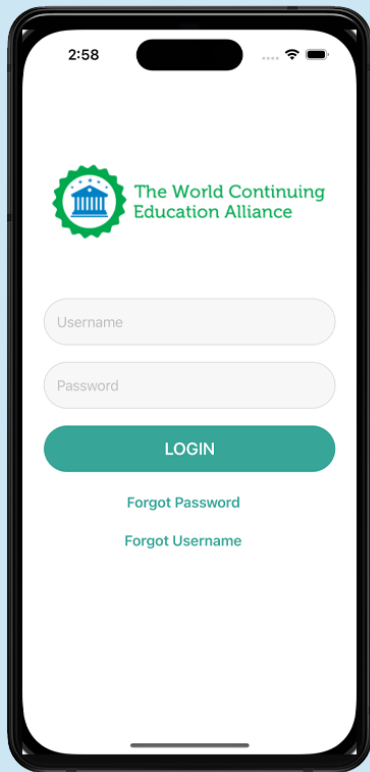 2:58
The World Continuing
Education Alliance
Username
Password
LOGIN
Forgot Password
Forgot Username